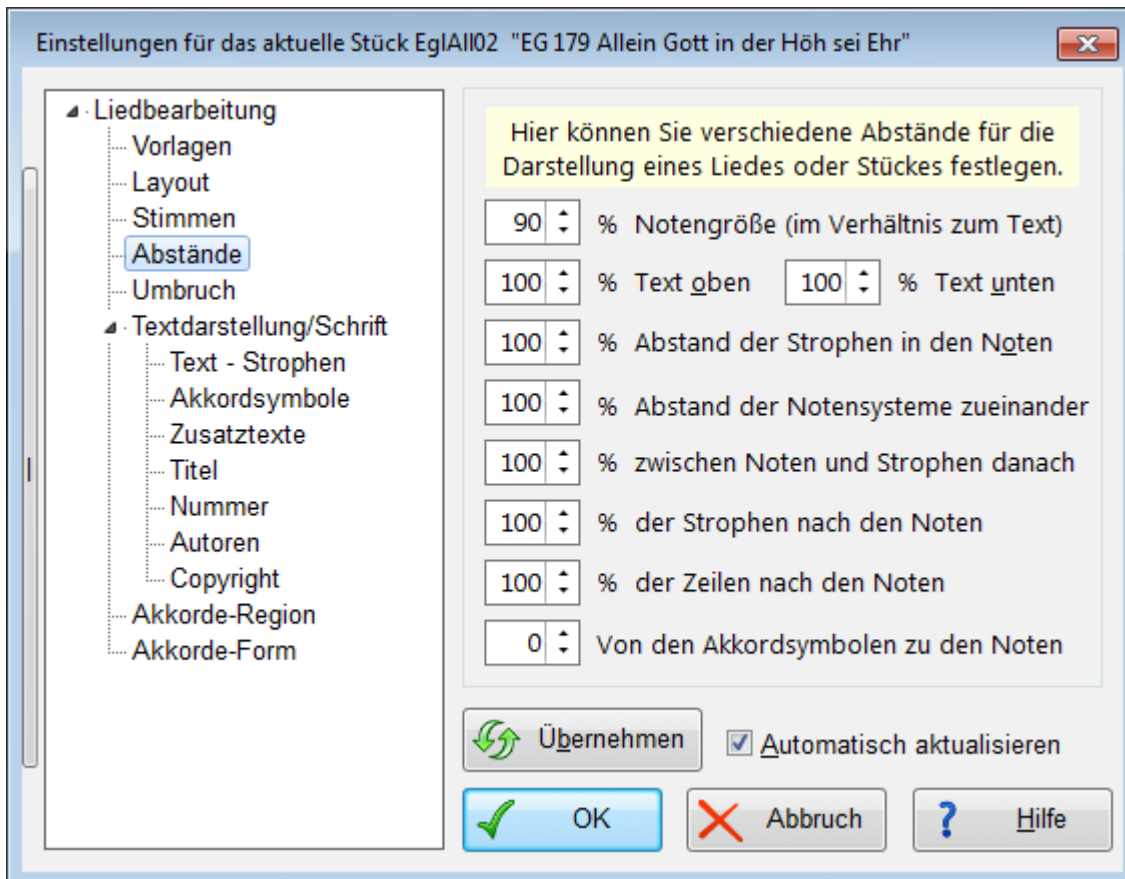 Einstellungen für das aktuelle Stück EglAll02 "EG 179 Allein Gott in der Höh sei Ehr"
Liedbearbeitung
Vorlagen
Layout
Stimmen
Abstände
Umbruch
Textdarstellung/Schrift
Text - Strophen
Akkordsymbole
Zusatztexte
Titel
Nummer
Autoren
Copyright
Akkorde-Region
Akkorde-Form
Hier können Sie verschiedene Abstände für die
Darstellung eines Liedes oder Stückes festlegen.
90 % Notengröße (im Verhältnis zum Text)
100 % Text oben 100 % Text unten
100 % Abstand der Strophen in den Noten
100 % Abstand der Notensysteme zueinander
100 % zwischen Noten und Strophen danach
100 % der Strophen nach den Noten
100 % der Zeilen nach den Noten
0 Von den Akkordsymbolen zu den Noten
Übernehmen Automatisch aktualisieren
OK Abbruch ? Hilfe